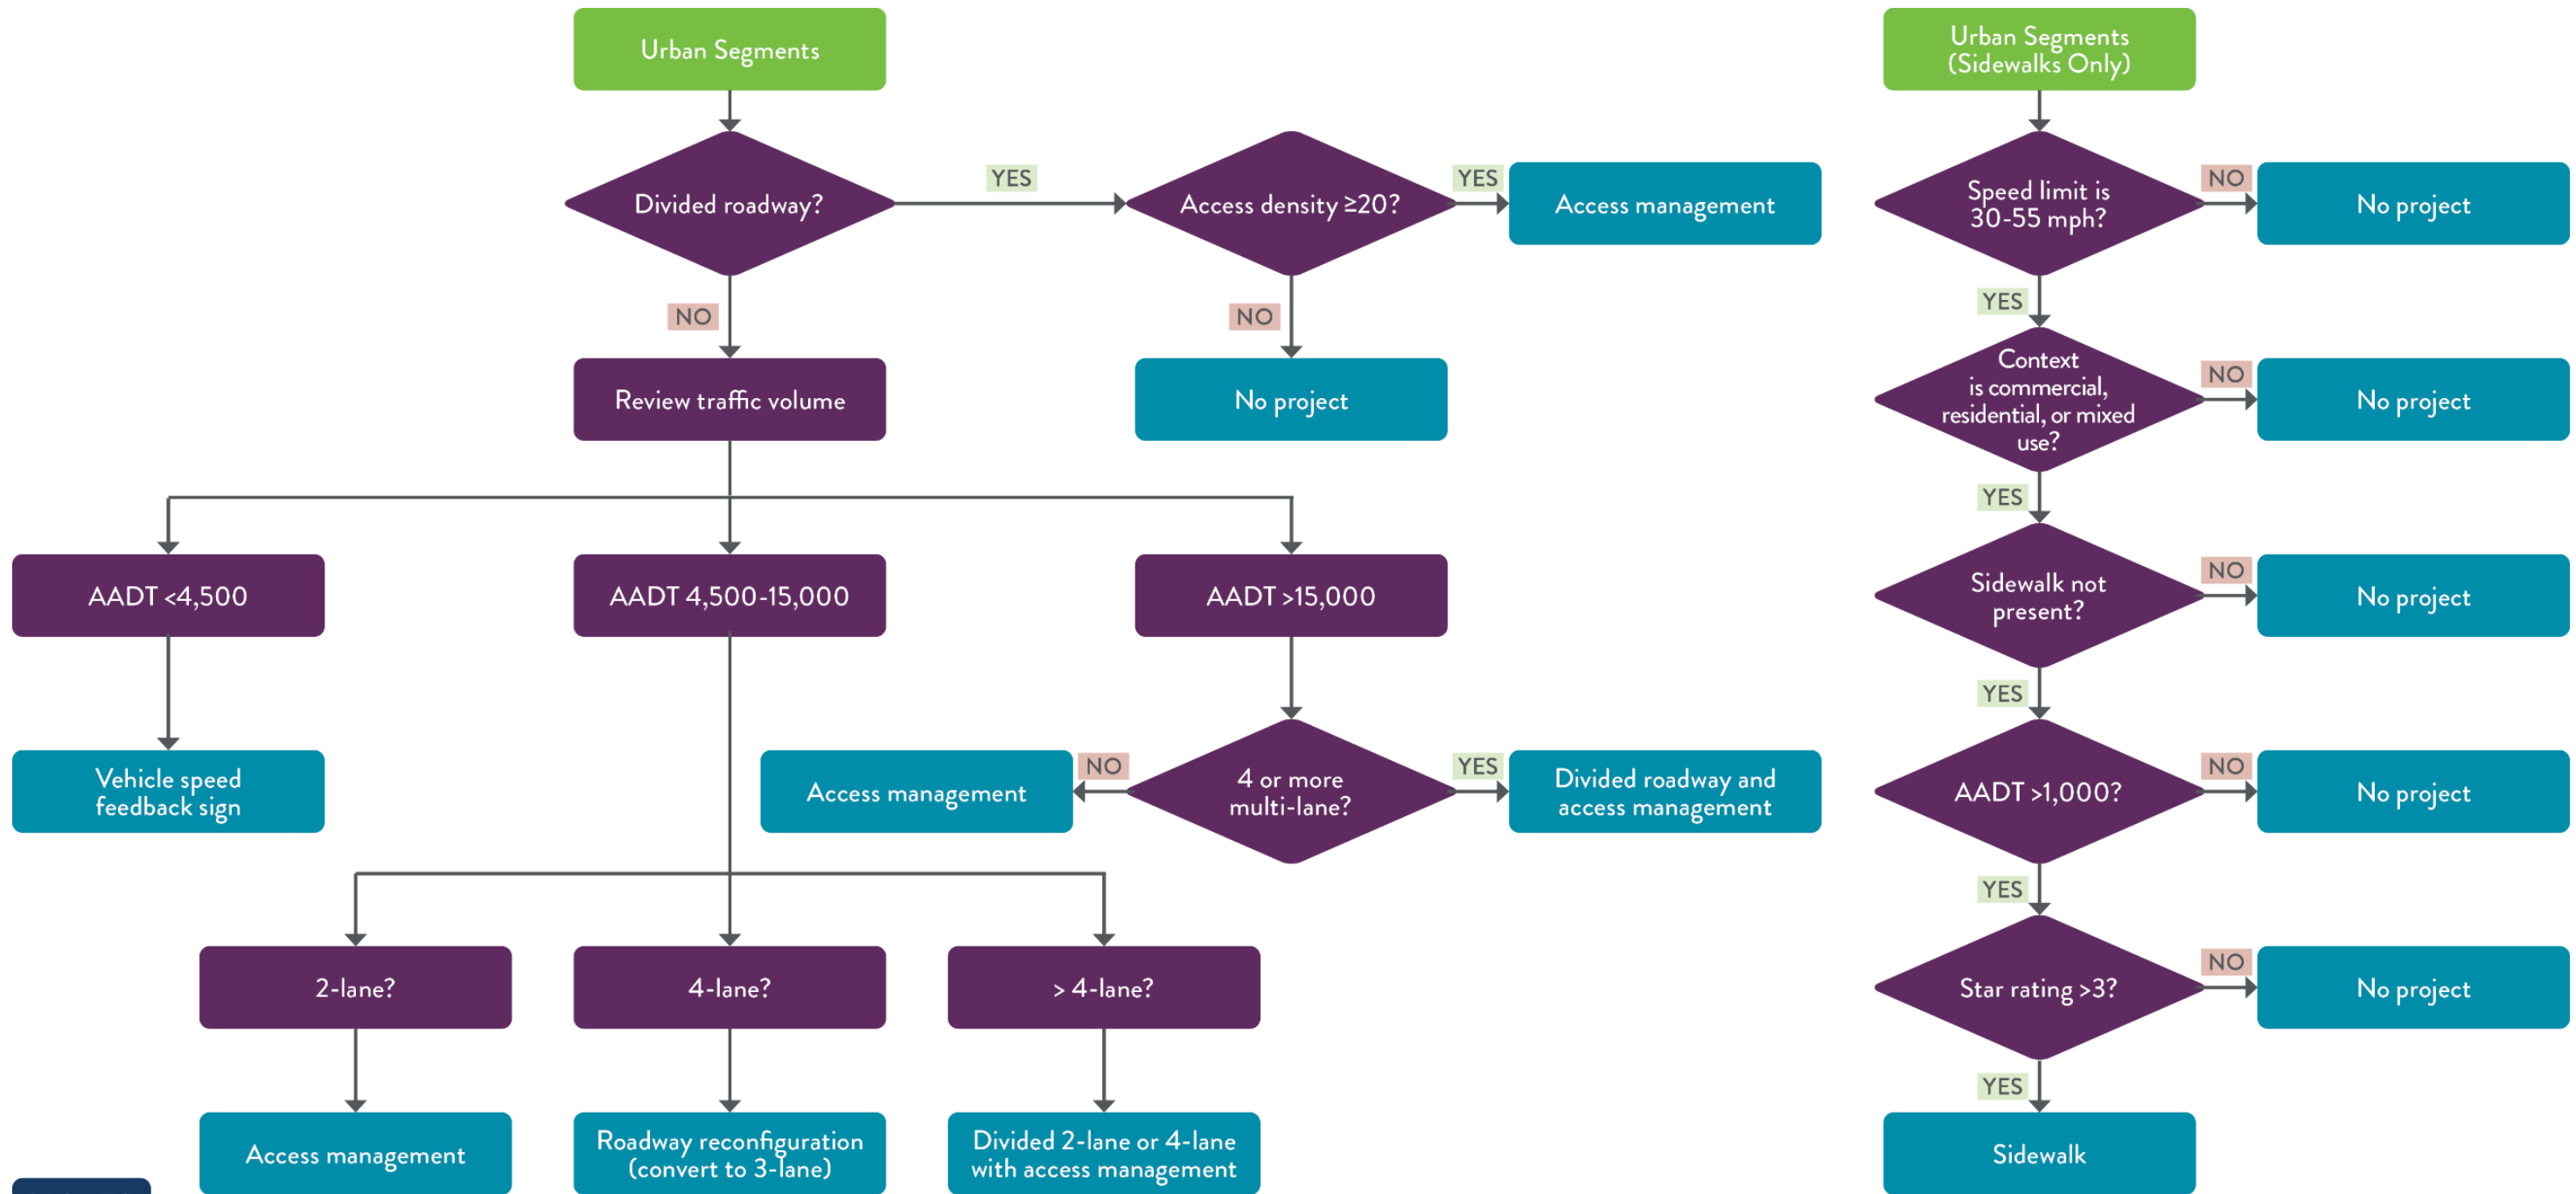 Urban Segments
Divided roadway?
YES
Access density ≥20?
YES
Access management
NO
NO
Review traffic volume
No project
AADT <4,500
AADT 4,500-15,000
AADT >15,000
Vehicle speed
feedback sign
Access management
NO
4 or more
multi-lane?
YES
Divided roadway and
access management
2-lane?
4-lane?
> 4-lane?
Access management
Roadway reconfiguration
(convert to 3-lane)
Divided 2-lane or 4-lane
with access management
Urban Segments
(Sidewalks Only)
Speed limit is
30-55 mph?
NO
No project
YES
Context
is commercial,
residential, or mixed
use?
NO
No project
YES
Sidewalk not
present?
NO
No project
YES
AADT >1,000?
NO
No project
YES
Star rating >3?
NO
No project
YES
Sidewalk